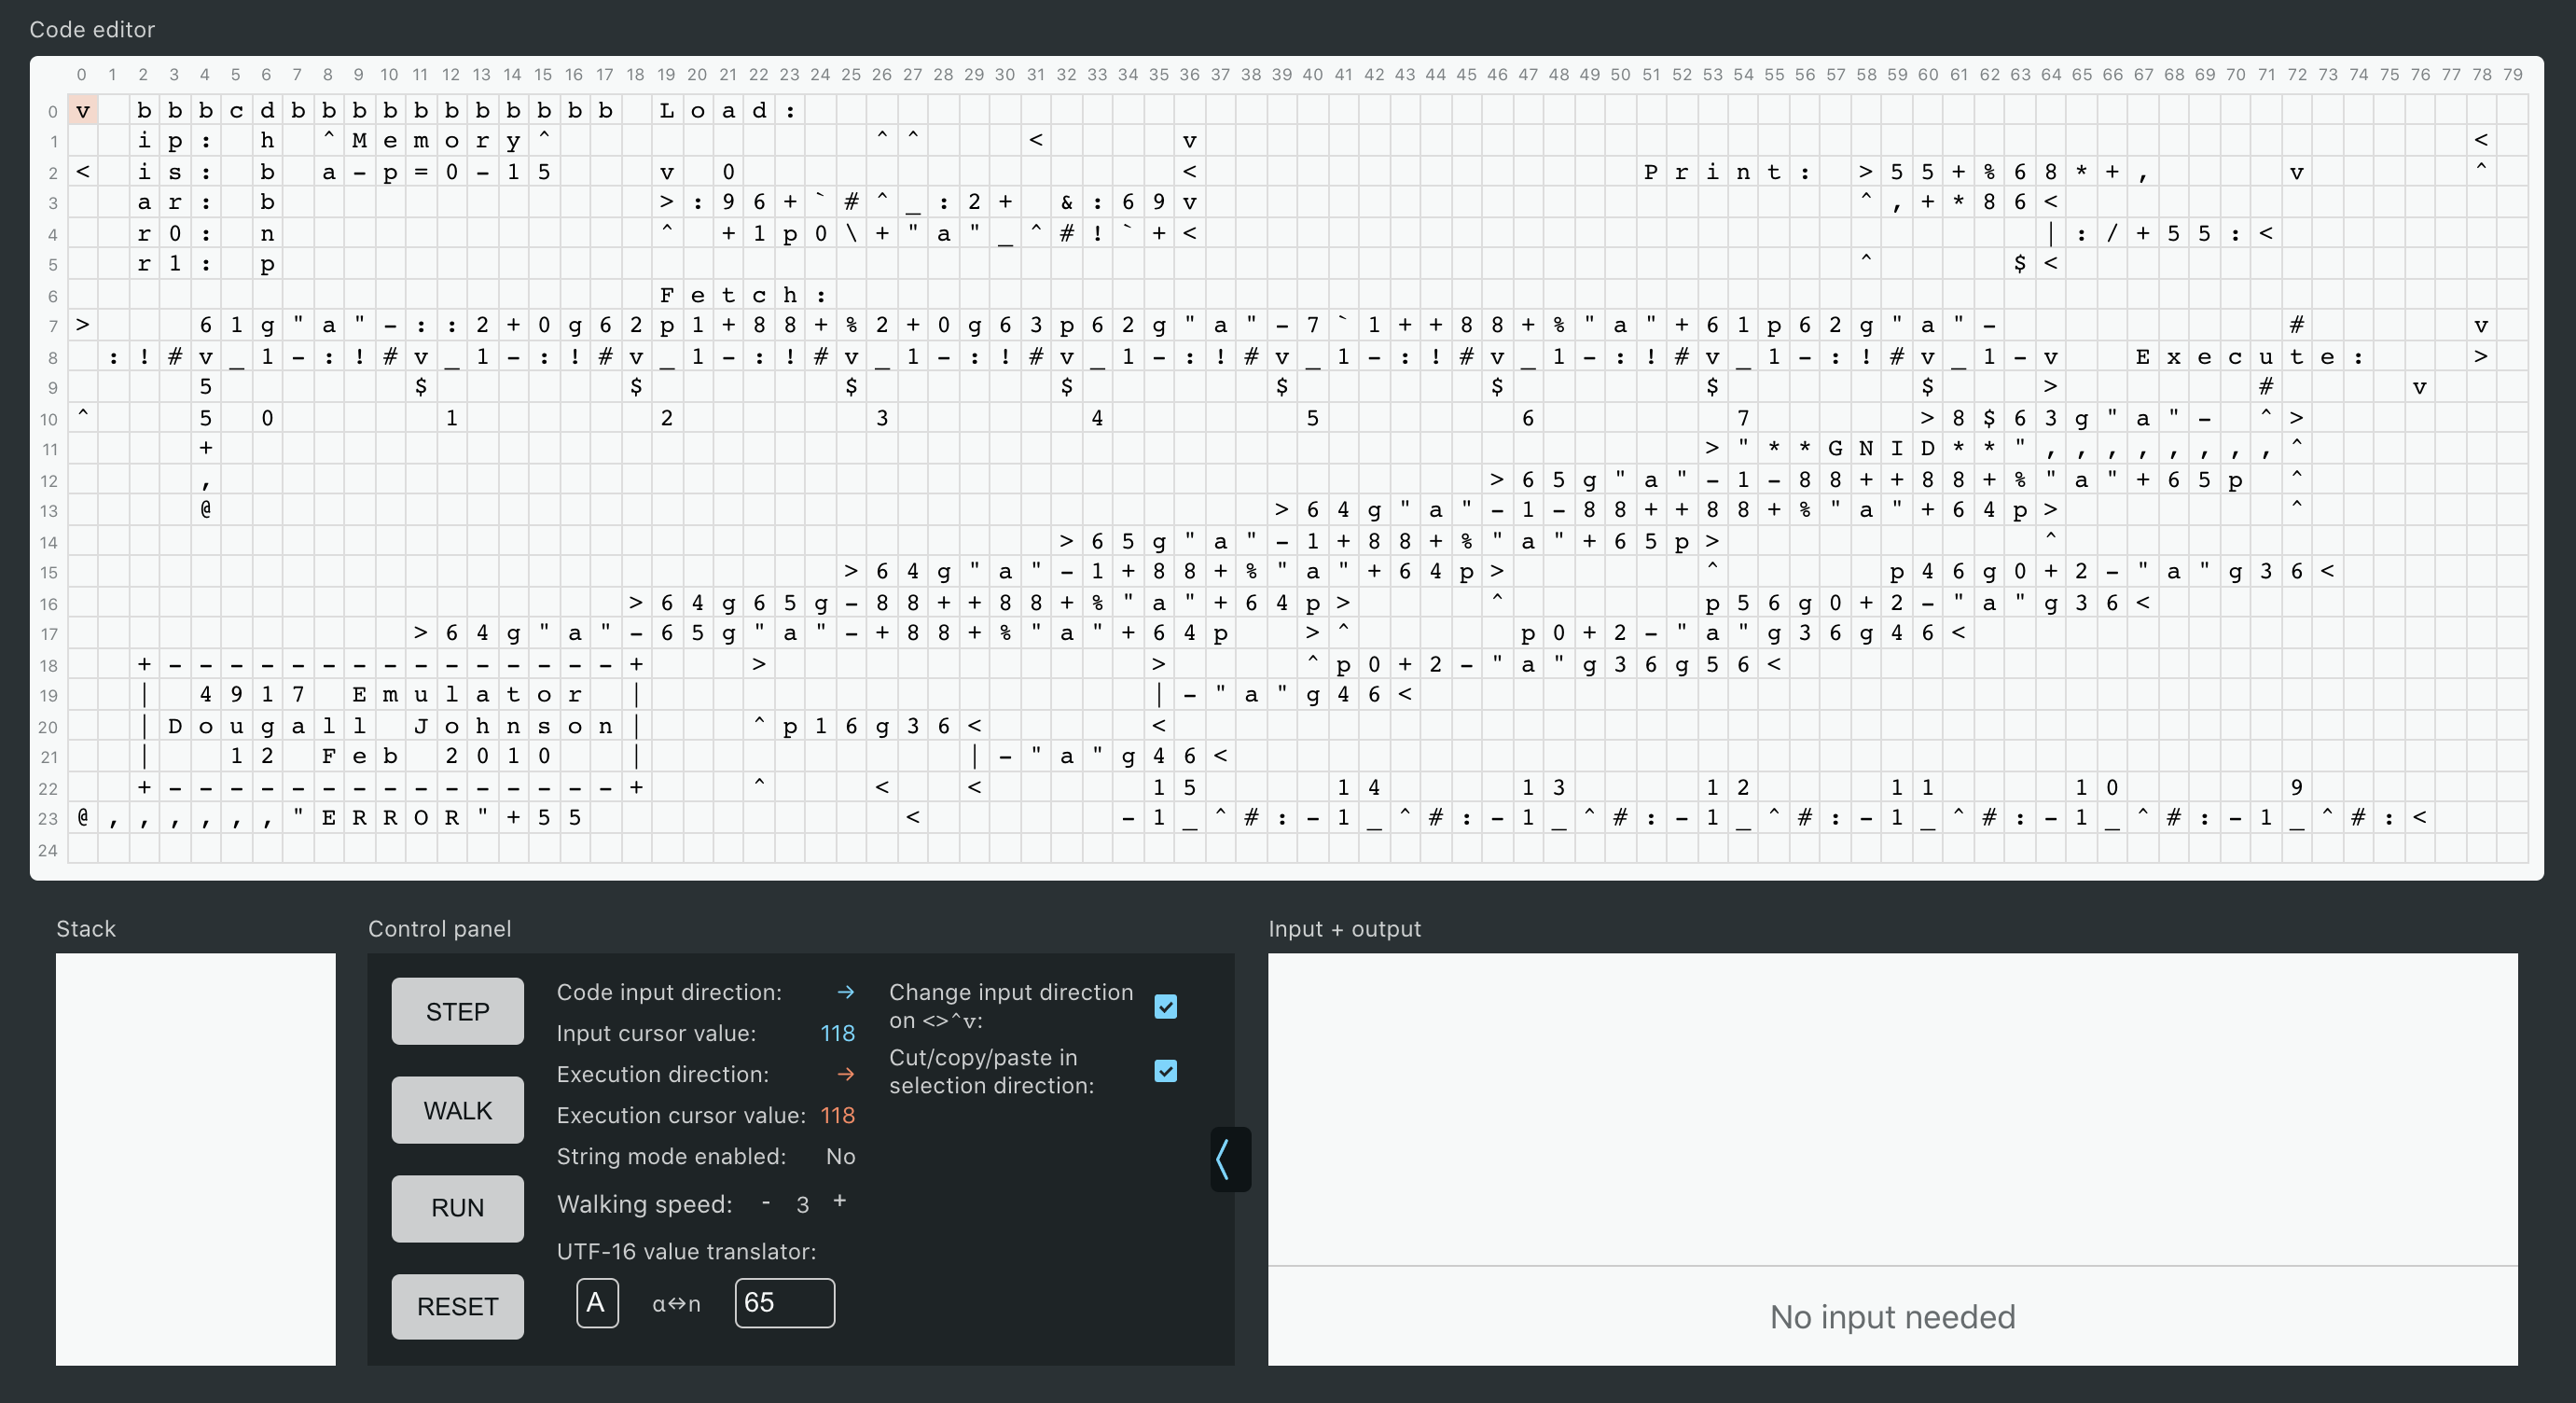 Code editor
0 1 2 3 4 5 6 7 8 9 10 11 12 13 14 15 16 17 18 19 20 21 22 23 24 25 26 27 28 29 30 31 32 33 34 35 36 37 38 39 40 41 42 43 44 45 46 47 48 49 50 51 52 53 54 55 56 57 58 59 60 61 62 63 64 65 66 67 68 69 70 71 72 73 74 75 76 77 78 79
0 v bbbcdbbbbbbbbbbb Load:
1 ip: h ^Memory^ ^^ < v <
2 < is: b a-p=0-15 v 0 < Print: >55+%68*+, v ^
3 ar: b >:96+`#^_:2+ &:69v ^,+*86<
4 r0: n ^ +1p0\+"a"_^#!`+< |:/+55:<
5 r1: p ^ $<
6 Fetch:
7 > 61g"a"-::2+0g62p1+88+%2+0g63p62g"a"-7`1++88+%"a"+61p62g"a"- # v
8 :!#v_1-:!#v_1-:!#v_1-:!#v_1-:!#v_1-:!#v_1-:!#v_1-:!#v_1-:!#v_1-v Execute: >
9 5 $ $ $ $ $ $ $ $ > # v
10 ^ 5 0 1 2 3 4 5 6 7 >8$63g"a"- ^>
11 + >"**GNID**",,,,,,,,^
12 , >65g"a"-1-88++88+%"a"+65p ^
13 @ >64g"a"-1-88++88+%"a"+64p> ^
14 >65g"a"-1+88+%"a"+65p> ^
15 >64g"a"-1+88+%"a"+64p> ^ p46g0+2-"a"g36<
16 >64g65g-88++88+%"a"+64p> ^ p56g0+2-"a"g36<
17 >64g"a"-65g"a"-+88+%"a"+64p >^ p0+2-"a"g36g46<
18 +---------------+ > > ^p0+2-"a"g36g56<
19 | 4917 Emulator | |-"a"g46<
20 |Dougall Johnson| ^p16g36< <
21 | 12 Feb 2010 | |-"a"g46<
22 +---------------+ ^ < < 15 14 13 12 11 10 9
23 @,,,,,,"ERROR"+55 < -1_^#:-1_^#:-1_^#:-1_^#:-1_^#:-1_^#:-1_^#:<
24
Stack
Control panel
Input + output
STEP
WALK
RUN
RESET
Code input direction: →
Input cursor value: 118
Execution direction: →
Execution cursor value: 118
String mode enabled: No
Walking speed: - 3 +
UTF-16 value translator:
A α↔n 65
Change input direction
on <>^v:
Cut/copy/paste in
selection direction:
No input needed